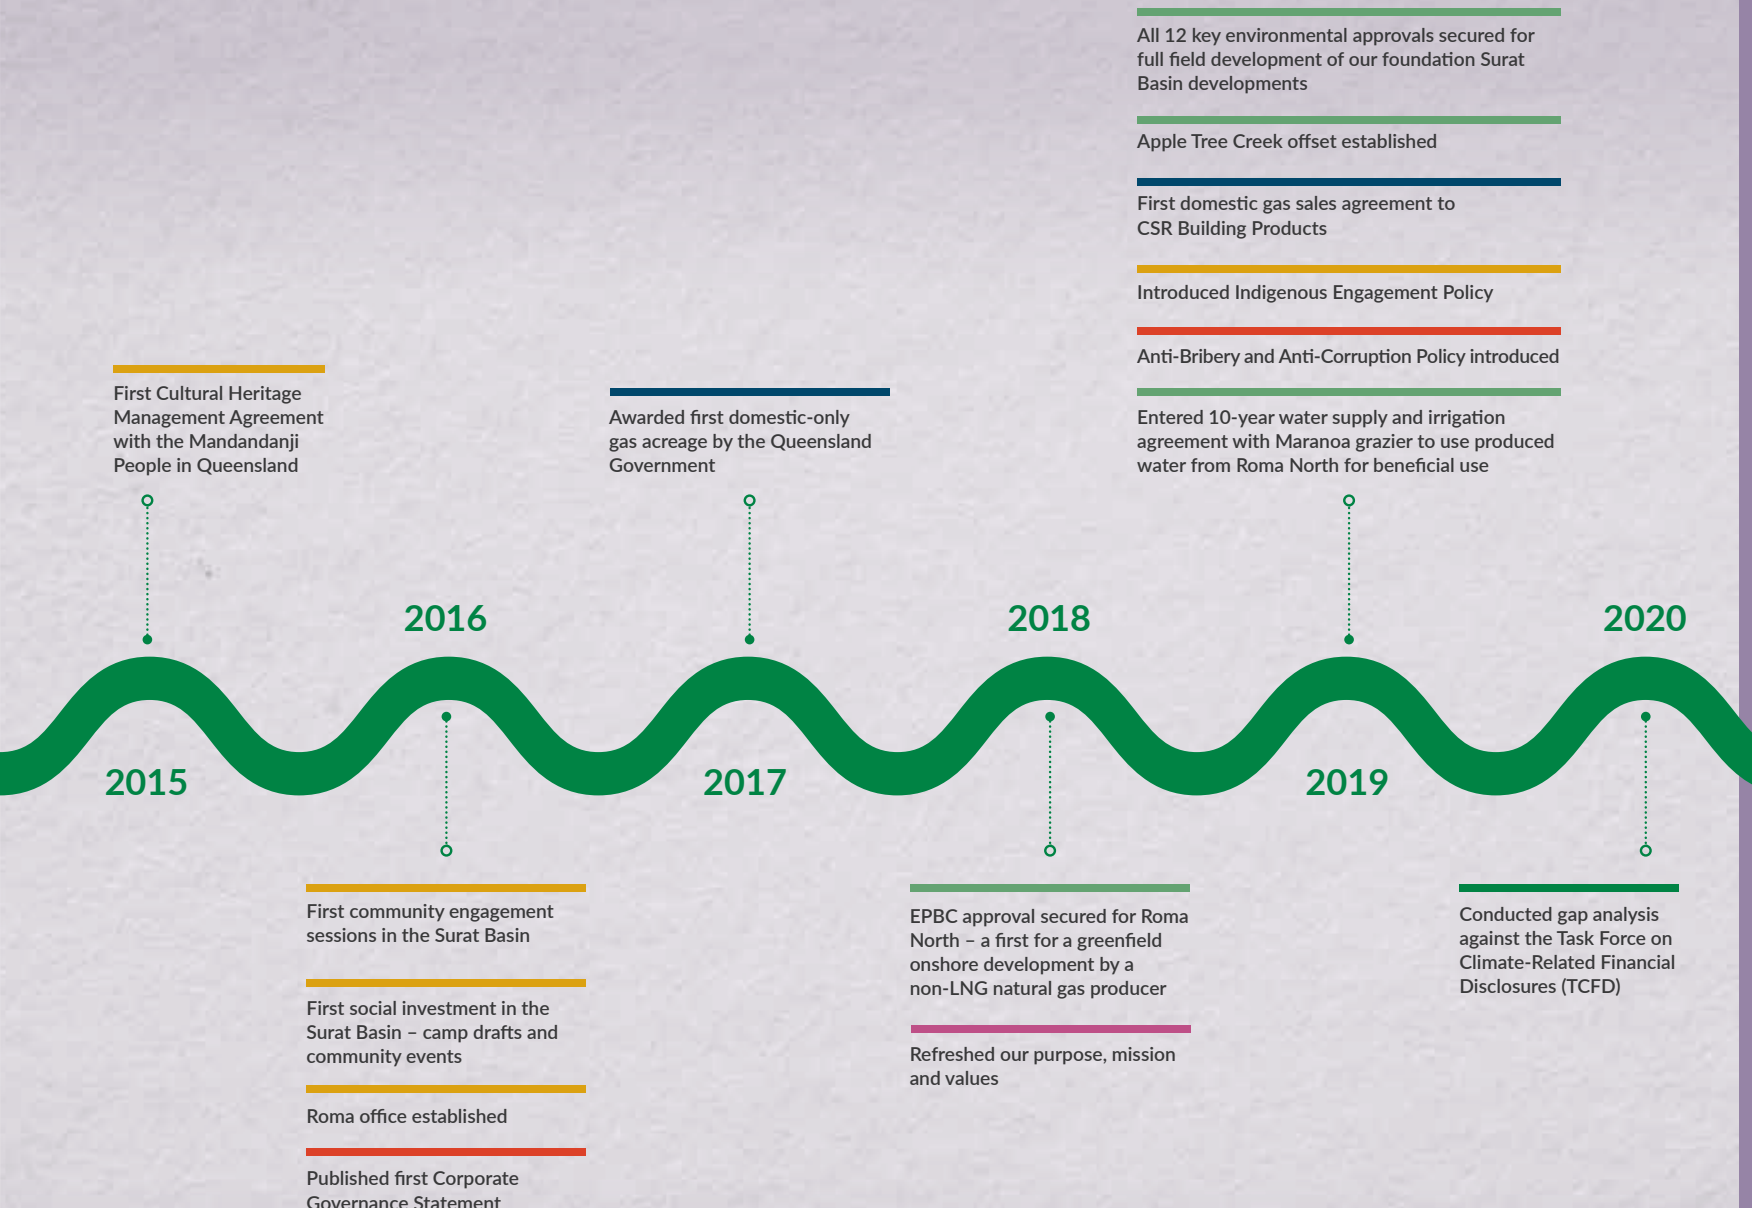 All 12 key environmental approvals secured for
full field development of our foundation Surat
Basin developments
Apple Tree Creek offset established
First domestic gas sales agreement to
CSR Building Products
Introduced Indigenous Engagement Policy
Anti-Bribery and Anti-Corruption Policy introduced
Entered 10-year water supply and irrigation
agreement with Maranoa grazier to use produced
water from Roma North for beneficial use
First Cultural Heritage
Management Agreement
with the Mandandanji
People in Queensland
Awarded first domestic-only
gas acreage by the Queensland
Government
2016
2018
2020
2015
2017
2019
First community engagement
sessions in the Surat Basin
First social investment in the
Surat Basin – camp drafts and
community events
Roma office established
Published first Corporate
Governance Statement
EPBC approval secured for Roma
North – a first for a greenfield
onshore development by a
non-LNG natural gas producer
Refreshed our purpose, mission
and values
Conducted gap analysis
against the Task Force on
Climate-Related Financial
Disclosures (TCFD)